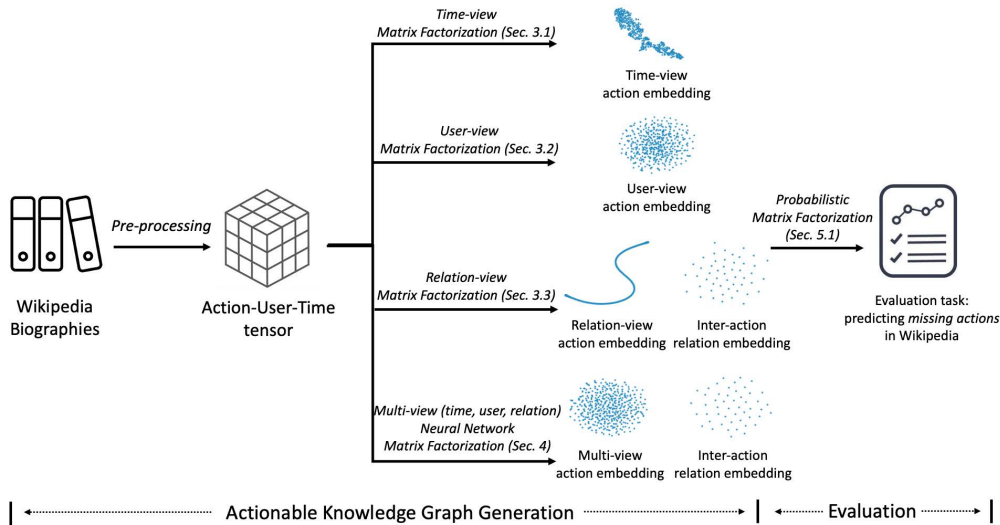 Time-view
Matrix Factorization (Sec. 3.1)
Time-view
action embedding
User-view
Matrix Factorization (Sec. 3.2)
User-view
action embedding
Pre-processing
Wikipedia
Biographies
Action-User-Time
tensor
Relation-view
Matrix Factorization (Sec. 3.3)
Relation-view
action embedding
Inter-action
relation embedding
Multi-view (time, user, relation)
Neural Network
Matrix Factorization (Sec. 4)
Multi-view
action embedding
Inter-action
relation embedding
Probabilistic
Matrix Factorization
(Sec. 5.1)
Evaluation task:
predicting missing actions
in Wikipedia
Actionable Knowledge Graph Generation
Evaluation